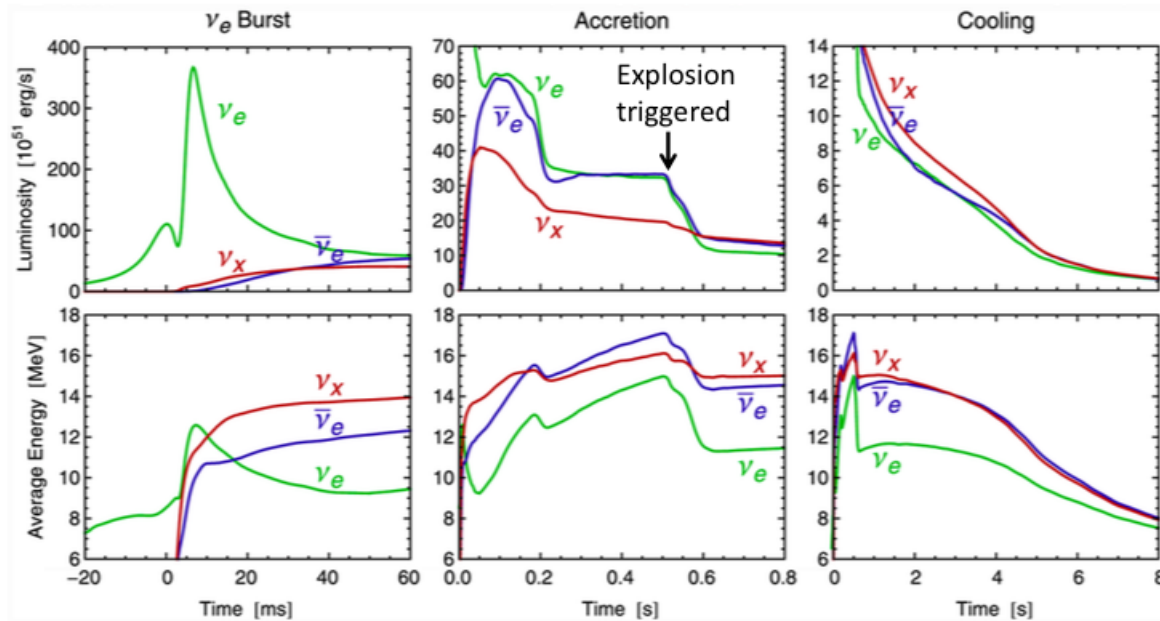 νₑ Burst
Accretion
Cooling
Luminosity [10⁵¹ erg/s]
400
300
200
100
0
νₑ
νₓ
ν̅ₑ
70
60
50
40
30
20
10
0
νₑ
ν̅ₑ
νₓ
Explosion
triggered
14
12
10
8
6
4
2
0
νₓ
ν̅ₑ
νₑ
Average Energy [MeV]
18
16
14
12
10
8
6
νₓ
ν̅ₑ
νₑ
−20
0
20
40
60
Time [ms]
18
16
14
12
10
8
6
νₓ
ν̅ₑ
νₑ
0.0
0.2
0.4
0.6
0.8
Time [s]
18
16
14
12
10
8
6
νₓ
ν̅ₑ
νₑ
0
2
4
6
8
Time [s]